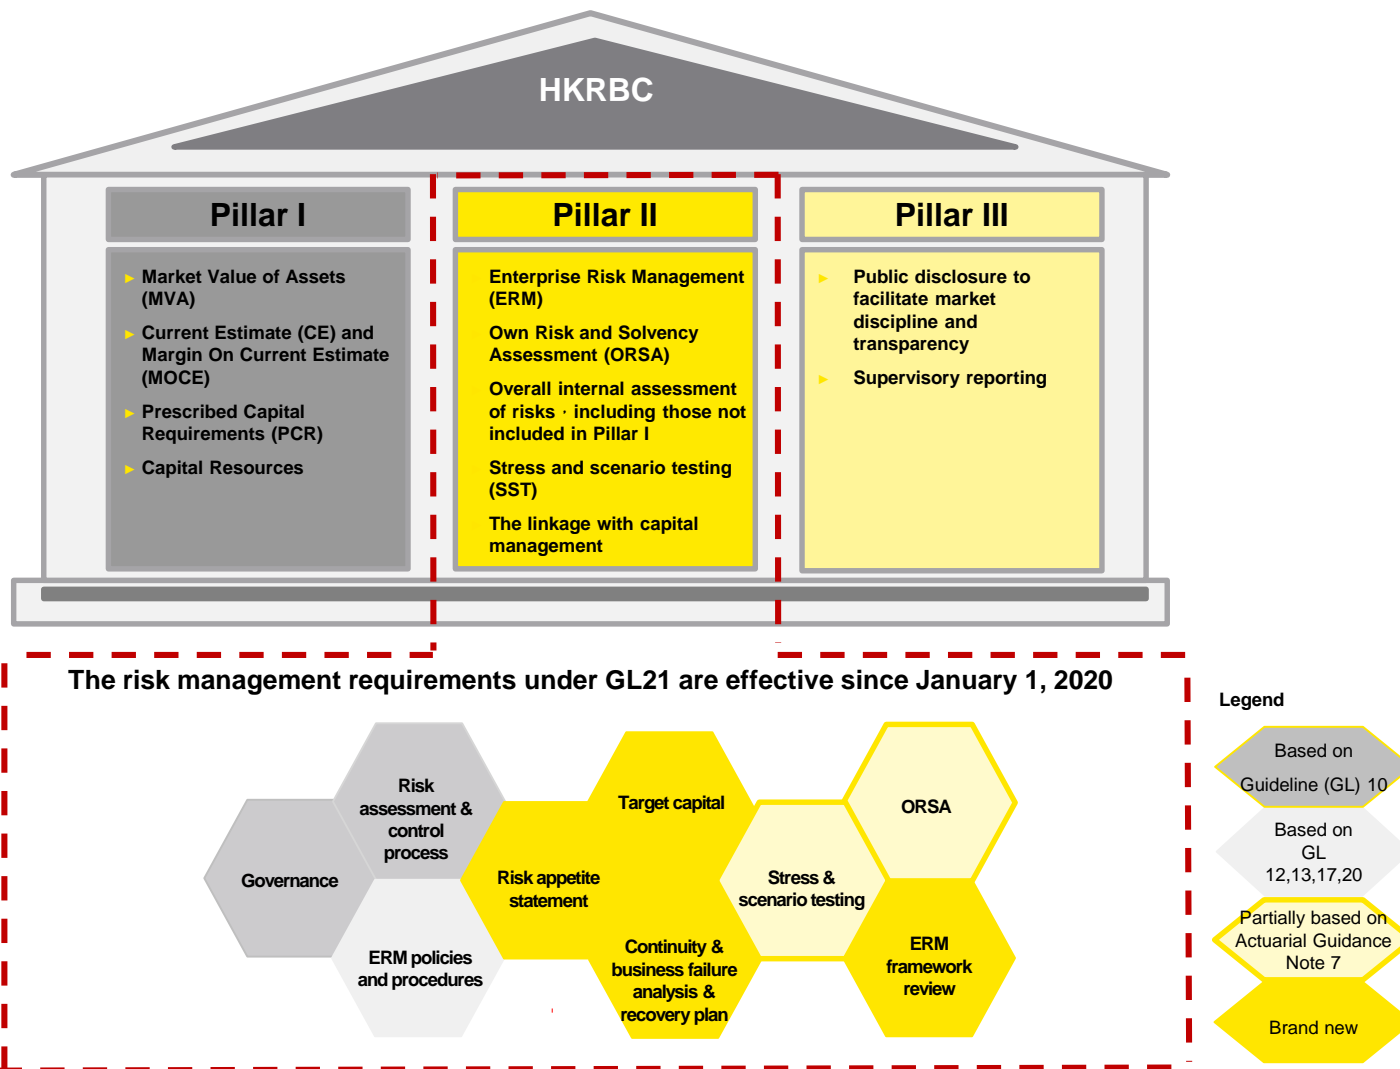 HKRBC
Pillar I
► Market Value of Assets
(MVA)
► Current Estimate (CE) and
Margin On Current Estimate
(MOCE)
► Prescribed Capital
Requirements (PCR)
► Capital Resources
Pillar II
Enterprise Risk Management
(ERM)
Own Risk and Solvency
Assessment (ORSA)
Overall internal assessment
of risks · including those not
included in Pillar I
Stress and scenario testing
(SST)
The linkage with capital
management
Pillar III
► Public disclosure to
facilitate market
discipline and
transparency
► Supervisory reporting
The risk management requirements under GL21 are effective since January 1, 2020
Governance
Risk
assessment &
control
process
ERM policies
and procedures
Risk appetite
statement
Target capital
Continuity &
business failure
analysis &
recovery plan
Stress &
scenario testing
ORSA
ERM
framework
review
Legend
Based on
Guideline (GL) 10
Based on
GL
12,13,17,20
Partially based on
Actuarial Guidance
Note 7
Brand new